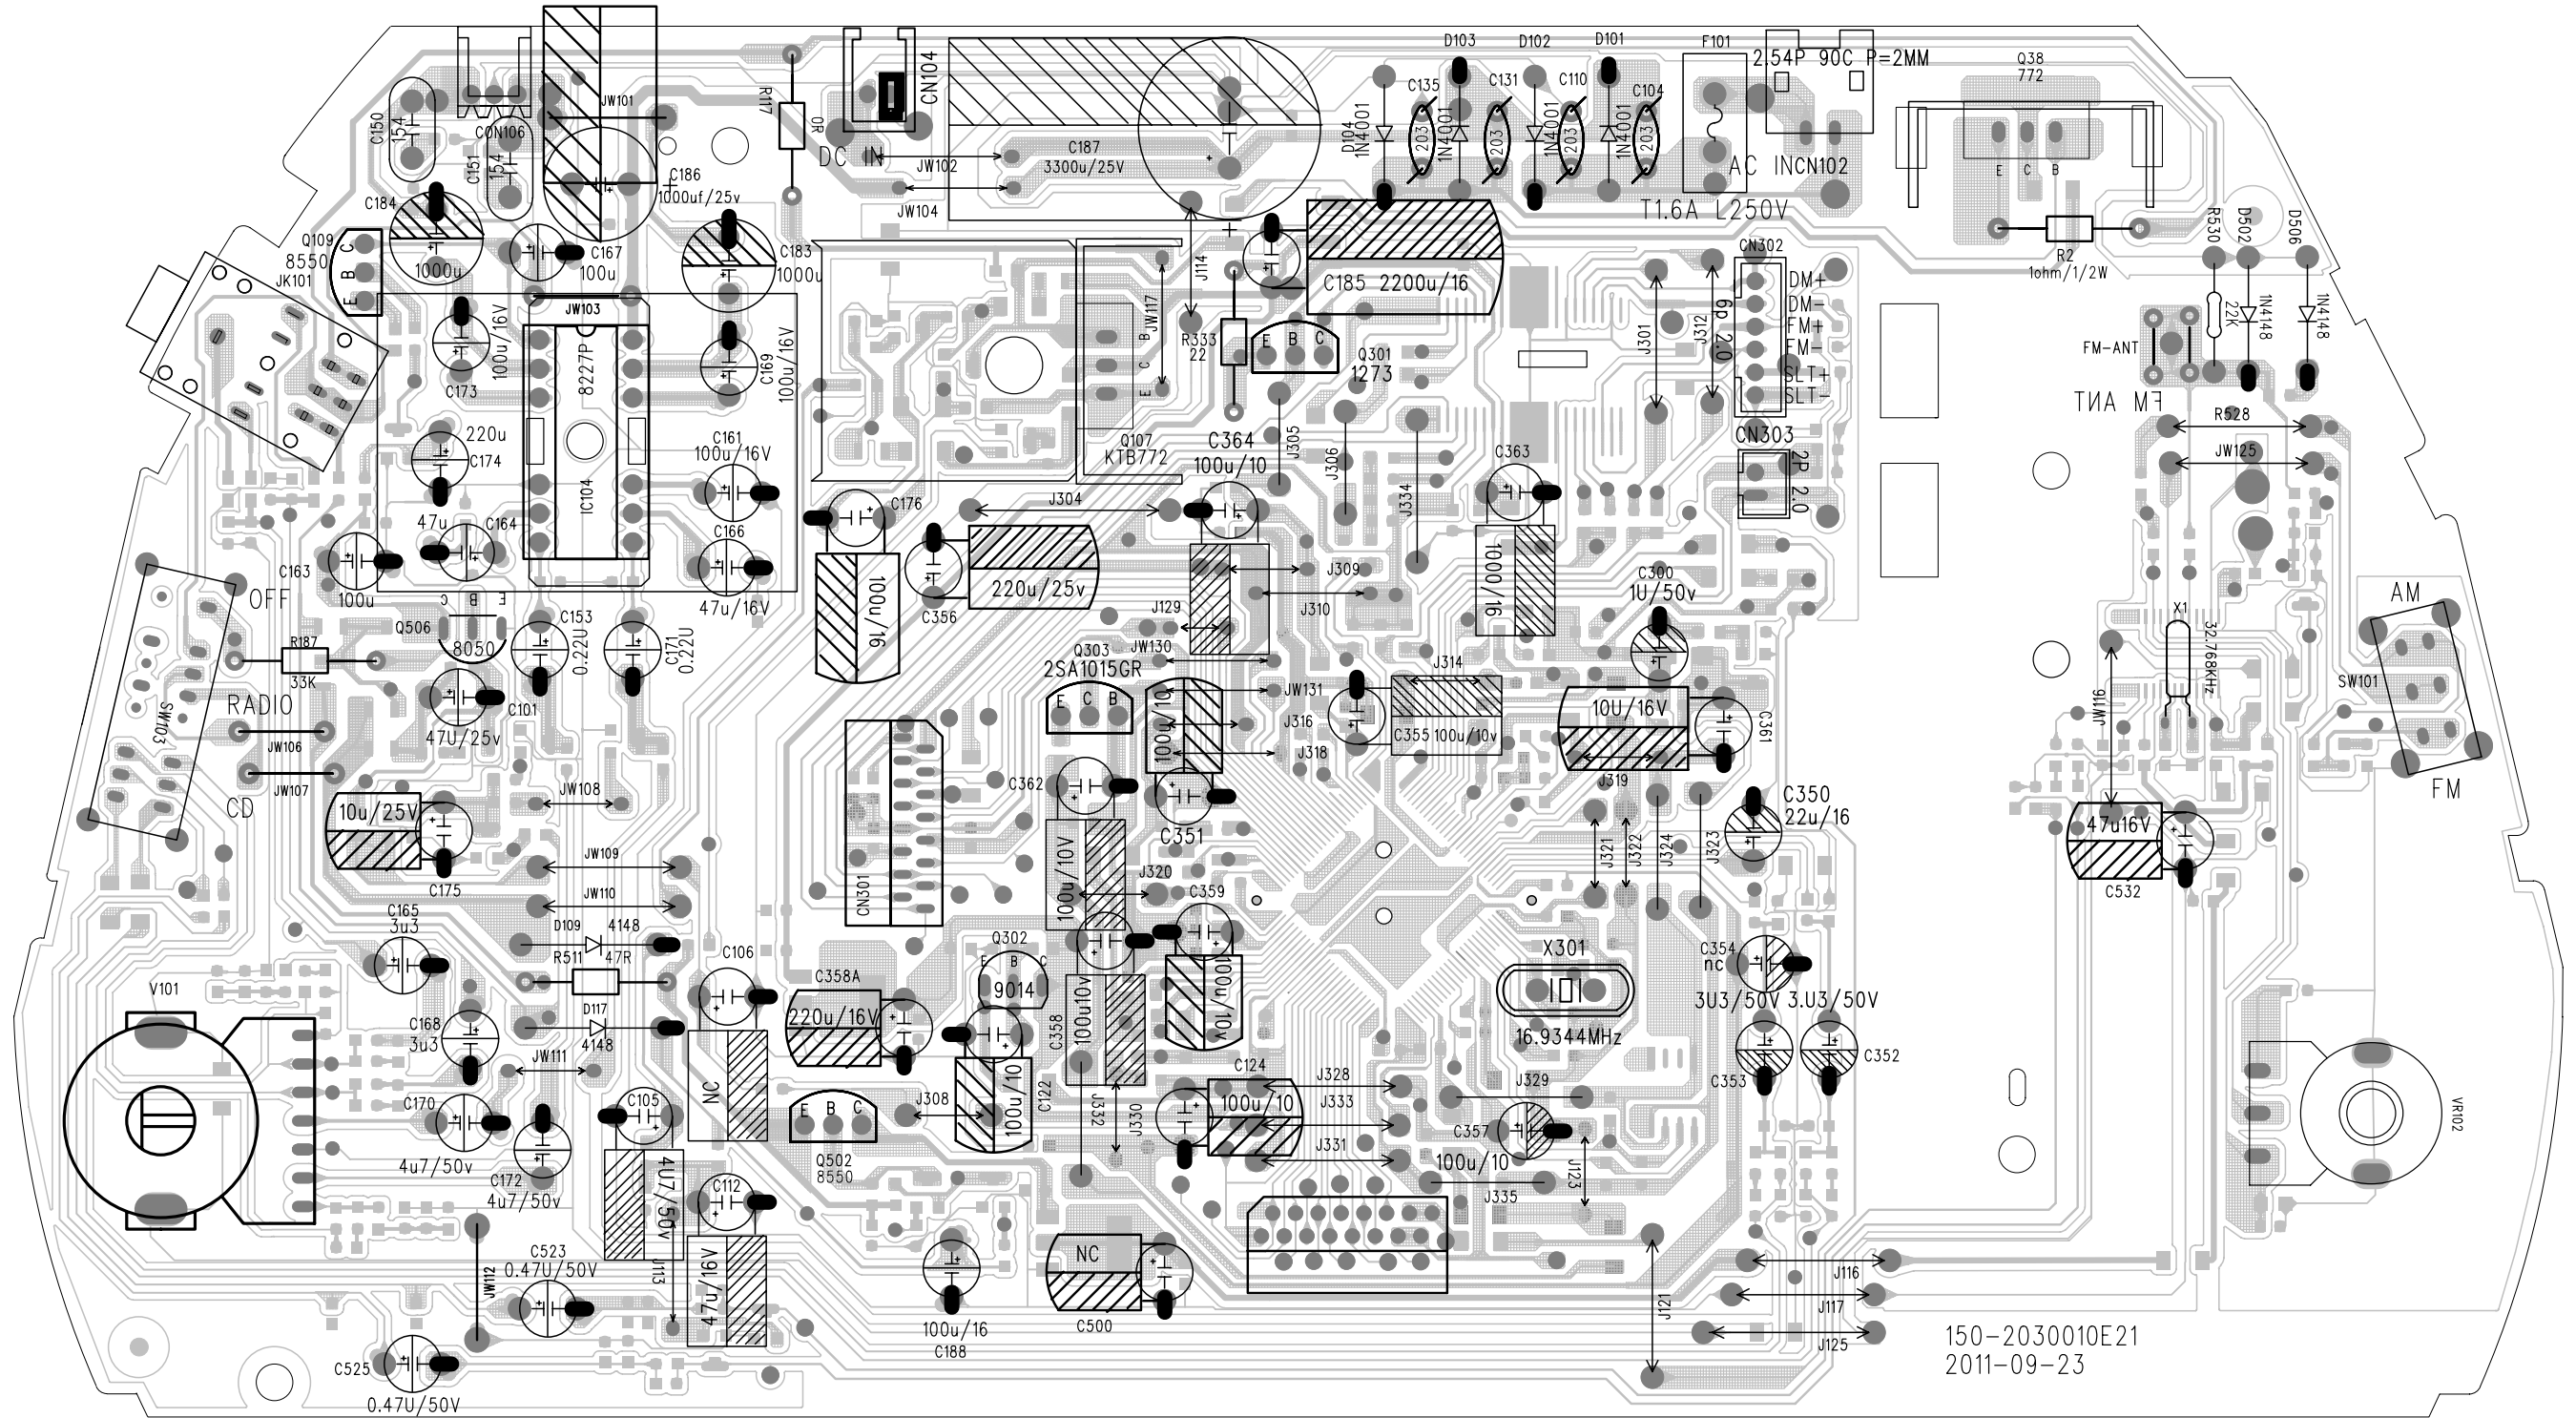 D103
D102
D101
F101
2.54P 90C P=2MM
Q38
772
CN104
R117
0R
JW101
C150
154
CON106
C151
154
DC IN
JW102
C187
3300u/25V
JW104
C186
1000uf/25v
D104
1N4001
C135
203
1N4001
C131
203
1N4001
C110
203
1N4001
C104
203
AC IN
CN102
T1.6A L250V
E C B
R2
1ohm/1/2W
R530
22K
D502
1N4148
D506
1N4148
C184
1000u
Q109
8550
C
B
E
JK101
C167
100u
C183
1000u
J114
C185 2200u/16
CN302
DM+
DM-
FM+
FM-
SLT+
SLT-
6p 2.0
J301
J312
JW103
8227P
IC104
100u/16V
C173
C169
100u/16V
JW117
B
C
E
R333
22
E B C
Q301
1273
FM-ANT
FM ANT
R528
JW125
220u
C174
C161
100u/16V
Q107
KTB772
C364
100u/10
J305
J306
J334
C363
1000/16
CN303
2P 2.0
47u
C164
C163
100u
C166
47u/16V
C176
100u/16
J304
C356
220u/25v
J309
J310
J129
JW130
JW131
C300
1U/50v
X1
32.768KHz
AM
SW101
FM
JW116
OFF
R187
33K
RADIO
SW103
JW106
JW107
CD
C B E
Q506
8050
C153
0.22U
C171
0.22U
C101
47U/25v
Q303
2SA1015GR
E C B
100u/10
C351
J316
J318
J314
C355
100u/10v
10U/16V
C361
J319
J321
J322
J324
J323
C350
22u/16
47u16V
C532
10u/25V
C175
JW108
JW109
JW110
CN301
C362
100u/10V
J320
C359
100u/10v
C165
3u3
D109
4148
R511
47R
D117
4148
C106
NC
C358A
220u/16V
Q302
E B C
9014
C358
100u10v
X301
16.9344MHz
C354
nc
3U3/50V
3.U3/50V
C353
C352
V101
C168
3u3
JW111
C170
4u7/50v
C172
4u7/50v
C105
4U7/50v
E B C
Q502
8550
J308
C122
100u/10
J332
J330
C124
100u/10
J328
J333
J331
J329
C357
100u/10
J123
J335
VR102
C112
47u/16V
J113
JW112
C523
0.47U/50V
C525
0.47U/50V
100u/16
C188
NC
C500
J121
J116
J117
J125
150-2030010E21
2011-09-23